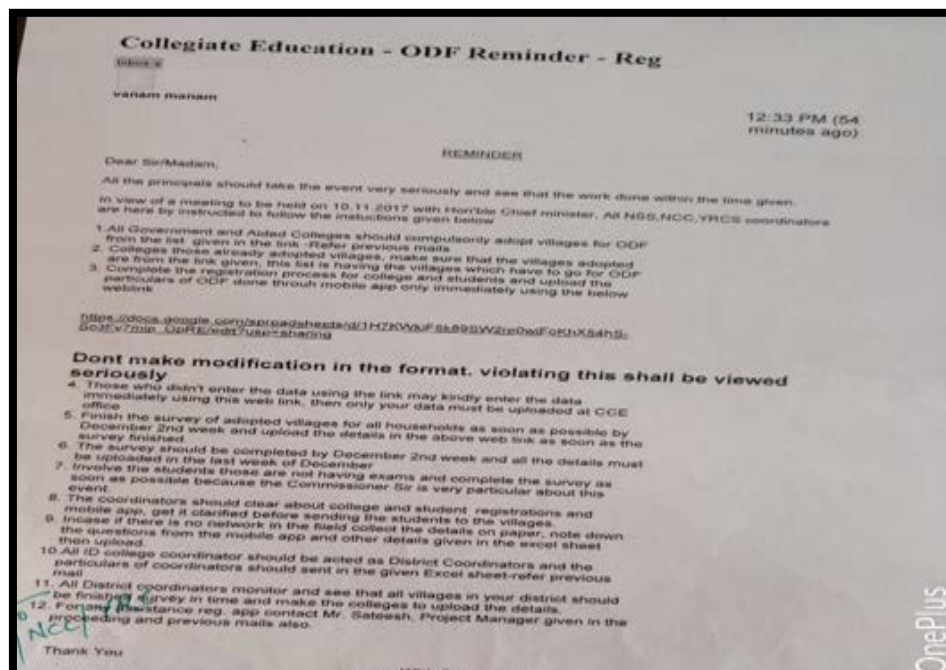 Collegiate Education - ODF Reminder - Reg
Inbox x
vanam manam
12:33 PM (54
minutes ago)
REMINDER
Dear Sir/Madam,
All the principals should take the event very seriously and see that the work done within the time given.
In view of a meeting to be held on 10.11.2017 with Hon'ble Chief minister, All NSS,NCC,YRCS coordinators
are here by instructed to follow the instuctions given below
1.All Government and Aided Colleges should compulsorily adopt villages for ODF
from the list given in the link -Refer previous mails
2. Colleges those already adopted villages, make sure that the villages adopted
are from the link given, this list is having the villages which have to go for ODF
3. Complete the registration process for college and students and upload the
particulars of ODF done throuh mobile app only immediately using the below
weblink
Dont make modification in the format. violating this shall be viewed
seriously
4. Those who didn't enter the data using the link may kindly enter the data
immediately using this web link, then only your data must be uploaded at CCE
office
5. Finish the survey of adopted villages for all households as soon as possible by
December 2nd week and upload the details in the above web link as soon as the
survey finished.
6. The survey should be completed by December 2nd week and all the details must
be uploaded in the last week of December
7. Involve the students those are not having exams and complete the survey as
soon as possible because the Commissioner Sir is very particular about this
event
8. The coordinators should clear about college and student registrations and
mobile app, get it clarified before sending the students to the villages.
9. Incase if there is no network in the field collect the details on paper, note down
the questions from the mobile app and other details given in the excel sheet
then upload.
10.All ID college coordinator should be acted as District Coordinators and the
particulars of coordinators should sent in the given Excel sheet-refer previous
mail
11. All District coordinators monitor and see that all villages in your district should
be finished survey in time and make the colleges to upload the details.
12. For any assistance reg. app contact Mr. Sateesh, Project Manager given in the
proceeding and previous mails also.
NCC/
Thank You
OnePlus